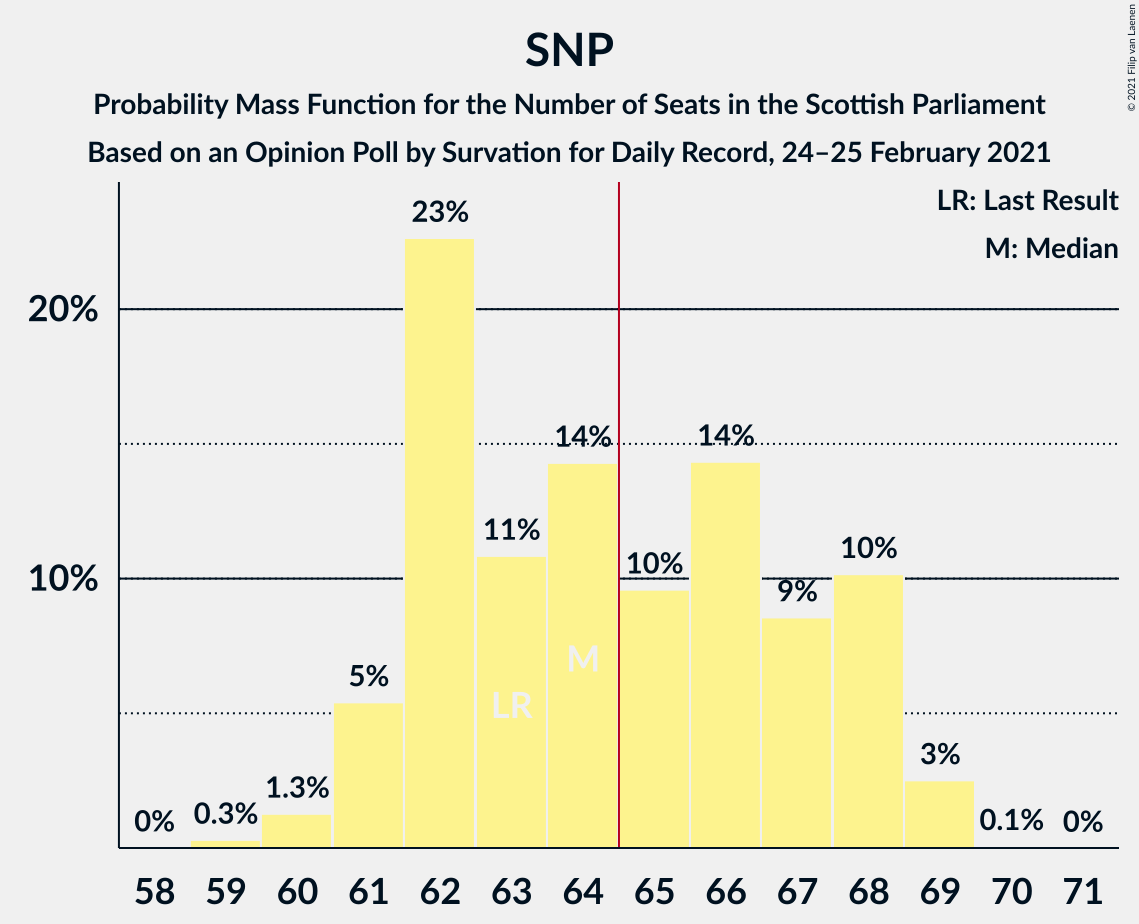 SNP
Probability Mass Function for the Number of Seats in the Scottish Parliament
Based on an Opinion Poll by Survation for Daily Record, 24–25 February 2021
© 2021 Filip van Laenen
LR: Last Result
M: Median
20%
10%
0%
0.3%
1.3%
5%
23%
11%
14%
10%
14%
9%
10%
3%
0.1%
0%
LR
M
58 59 60 61 62 63 64 65 66 67 68 69 70 71